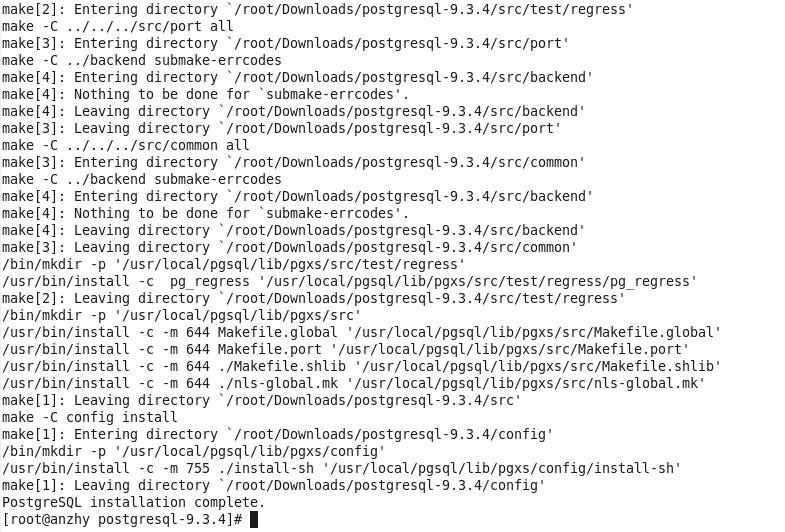 make[2]: Entering directory `/root/Downloads/postgresql-9.3.4/src/test/regress'
make -C ../../../src/port all
make[3]: Entering directory `/root/Downloads/postgresql-9.3.4/src/port'
make -C ../backend submake-errcodes
make[4]: Entering directory `/root/Downloads/postgresql-9.3.4/src/backend'
make[4]: Nothing to be done for `submake-errcodes'.
make[4]: Leaving directory `/root/Downloads/postgresql-9.3.4/src/backend'
make[3]: Leaving directory `/root/Downloads/postgresql-9.3.4/src/port'
make -C ../../../src/common all
make[3]: Entering directory `/root/Downloads/postgresql-9.3.4/src/common'
make -C ../backend submake-errcodes
make[4]: Entering directory `/root/Downloads/postgresql-9.3.4/src/backend'
make[4]: Nothing to be done for `submake-errcodes'.
make[4]: Leaving directory `/root/Downloads/postgresql-9.3.4/src/backend'
make[3]: Leaving directory `/root/Downloads/postgresql-9.3.4/src/common'
/bin/mkdir -p '/usr/local/pgsql/lib/pgxs/src/test/regress'
/usr/bin/install -c  pg_regress '/usr/local/pgsql/lib/pgxs/src/test/regress/pg_regress'
make[2]: Leaving directory `/root/Downloads/postgresql-9.3.4/src/test/regress'
/bin/mkdir -p '/usr/local/pgsql/lib/pgxs/src'
/usr/bin/install -c -m 644 Makefile.global '/usr/local/pgsql/lib/pgxs/src/Makefile.global'
/usr/bin/install -c -m 644 Makefile.port '/usr/local/pgsql/lib/pgxs/src/Makefile.port'
/usr/bin/install -c -m 644 ./Makefile.shlib '/usr/local/pgsql/lib/pgxs/src/Makefile.shlib'
/usr/bin/install -c -m 644 ./nls-global.mk '/usr/local/pgsql/lib/pgxs/src/nls-global.mk'
make[1]: Leaving directory `/root/Downloads/postgresql-9.3.4/src'
make -C config install
make[1]: Entering directory `/root/Downloads/postgresql-9.3.4/config'
/bin/mkdir -p '/usr/local/pgsql/lib/pgxs/config'
/usr/bin/install -c -m 755 ./install-sh '/usr/local/pgsql/lib/pgxs/config/install-sh'
make[1]: Leaving directory `/root/Downloads/postgresql-9.3.4/config'
PostgreSQL installation complete.
[root@anzhy postgresql-9.3.4]#